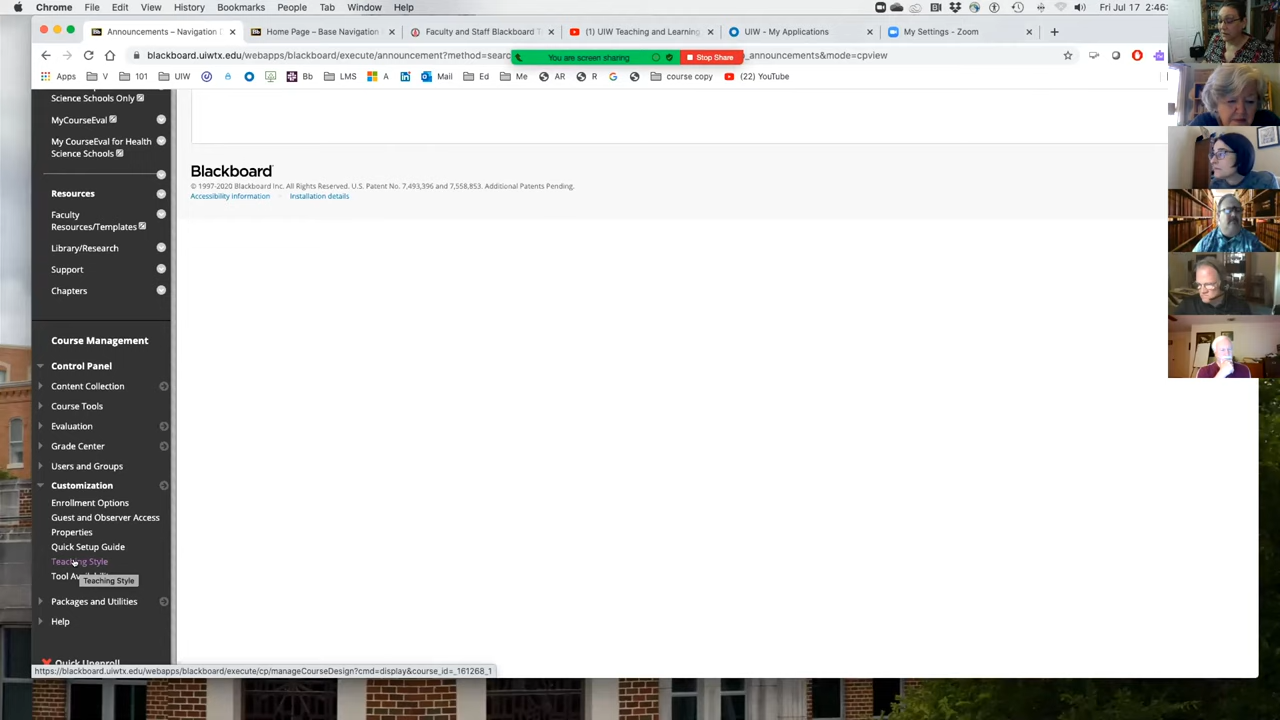 Chrome File Edit View History Bookmarks People Tab Window Help
Fri Jul 17 2:46
Announcements – Navigation
Home Page – Base Navigation
Faculty and Staff Blackboard T
(1) UIW Teaching and Learning
UIW - My Applications
My Settings - Zoom
blackboard.uiwtx.edu/webapps/blackboard/execute/announcement?method=searc
_announcements&mode=cpview
You are screen sharing
Stop Share
Apps V 101 UIW Bb LMS A Mail Ed Me AR R course copy (22) YouTube
Science Schools Only
MyCourseEval
My CourseEval for Health
Science Schools
Resources
Faculty
Resources/Templates
Library/Research
Support
Chapters
Course Management
Control Panel
Content Collection
Course Tools
Evaluation
Grade Center
Users and Groups
Customization
Enrollment Options
Guest and Observer Access
Properties
Quick Setup Guide
Teaching Style
Tool
Teaching Style
Packages and Utilities
Help
Quick Unenroll
https://blackboard.uiwtx.edu/webapps/blackboard/execute/cp/manageCourseDesign?cmd=display&course_id=_161268_1
Blackboard
© 1997-2020 Blackboard Inc. All Rights Reserved. U.S. Patent No. 7,493,396 and 7,558,853. Additional Patents Pending.
Accessibility information · Installation details